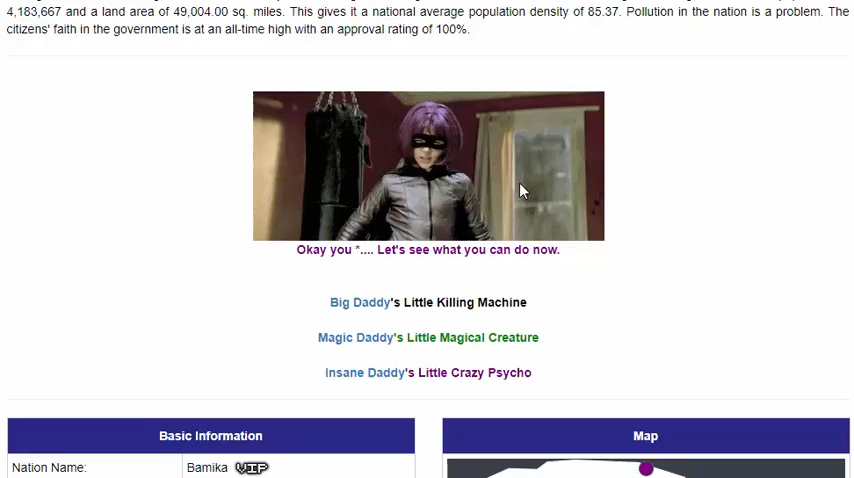 4,183,667 and a land area of 49,004.00 sq. miles. This gives it a national average population density of 85.37. Pollution in the nation is a problem. The
citizens' faith in the government is at an all-time high with an approval rating of 100%.
Okay you *.... Let's see what you can do now.
Big Daddy's Little Killing Machine
Magic Daddy's Little Magical Creature
Insane Daddy's Little Crazy Psycho
Basic Information
Map
Nation Name:
Bamika VIP